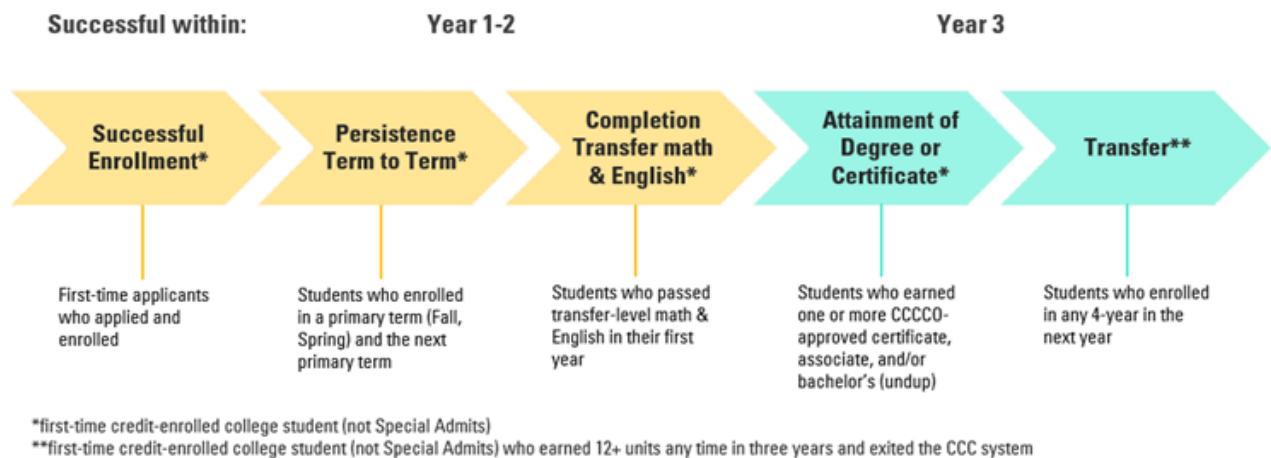 Successful within:
Year 1-2
Year 3
Successful
Enrollment*
Persistence
Term to Term*
Completion
Transfer math
& English*
Attainment of
Degree or
Certificate*
Transfer**
First-time applicants
who applied and
enrolled
Students who enrolled
in a primary term (Fall,
Spring) and the next
primary term
Students who passed
transfer-level math &
English in their first
year
Students who earned
one or more CCCCO-
approved certificate,
associate, and/or
bachelor's (undup)
Students who enrolled
in any 4-year in the
next year
*first-time credit-enrolled college student (not Special Admits)
**first-time credit-enrolled college student (not Special Admits) who earned 12+ units any time in three years and exited the CCC system